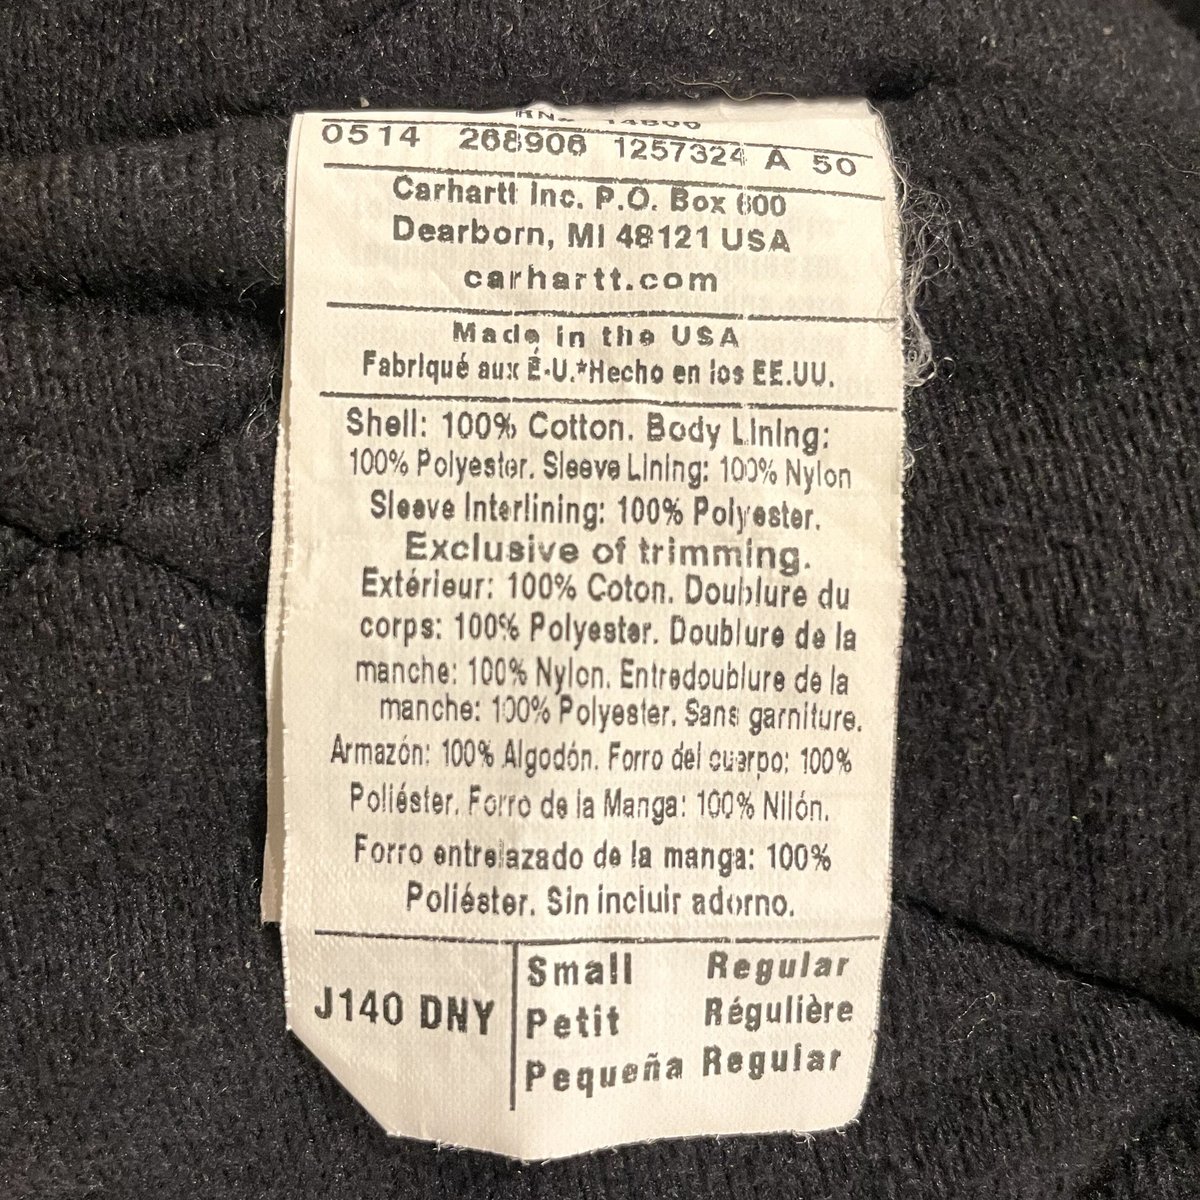 0514 268906 1257324 A 50
Carhartt Inc. P.O. Box 600
Dearborn, MI 48121 USA
carhartt.com
Made in the USA
Fabriqué aux É-U.*Hecho en los EE.UU.
Shell: 100% Cotton. Body Lining:
100% Polyester. Sleeve Lining: 100% Nylon
Sleeve Interlining: 100% Polyester.
Exclusive of trimming.
Extérieur: 100% Coton. Doublure du
corps: 100% Polyester. Doublure de la
manche: 100% Nylon. Entredoublure de la
manche: 100% Polyester. Sans garniture.
Armazón: 100% Algodón. Forro del cuerpo: 100%
Poliéster. Forro de la Manga: 100% Nilón.
Forro entrelazado de la manga: 100%
Poliéster. Sin incluir adorno.
J140 DNY
Small Regular
Petit Régulière
Pequeña Regular